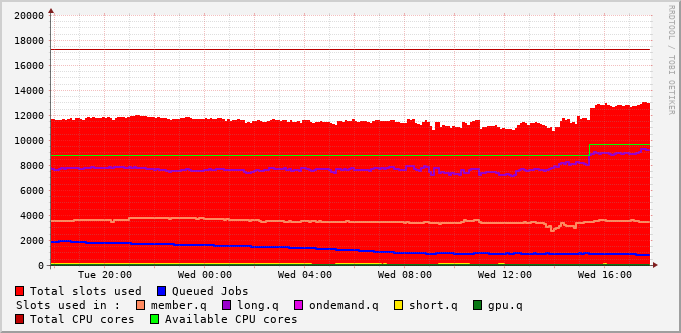 20000
18000
16000
14000
12000
10000
8000
6000
4000
2000
0
Tue 20:00 Wed 00:00 Wed 04:00 Wed 08:00 Wed 12:00 Wed 16:00
RRDTOOL / TOBI OETIKER
Total slots used Queued Jobs
Slots used in : member.q long.q ondemand.q short.q gpu.q
Total CPU cores Available CPU cores